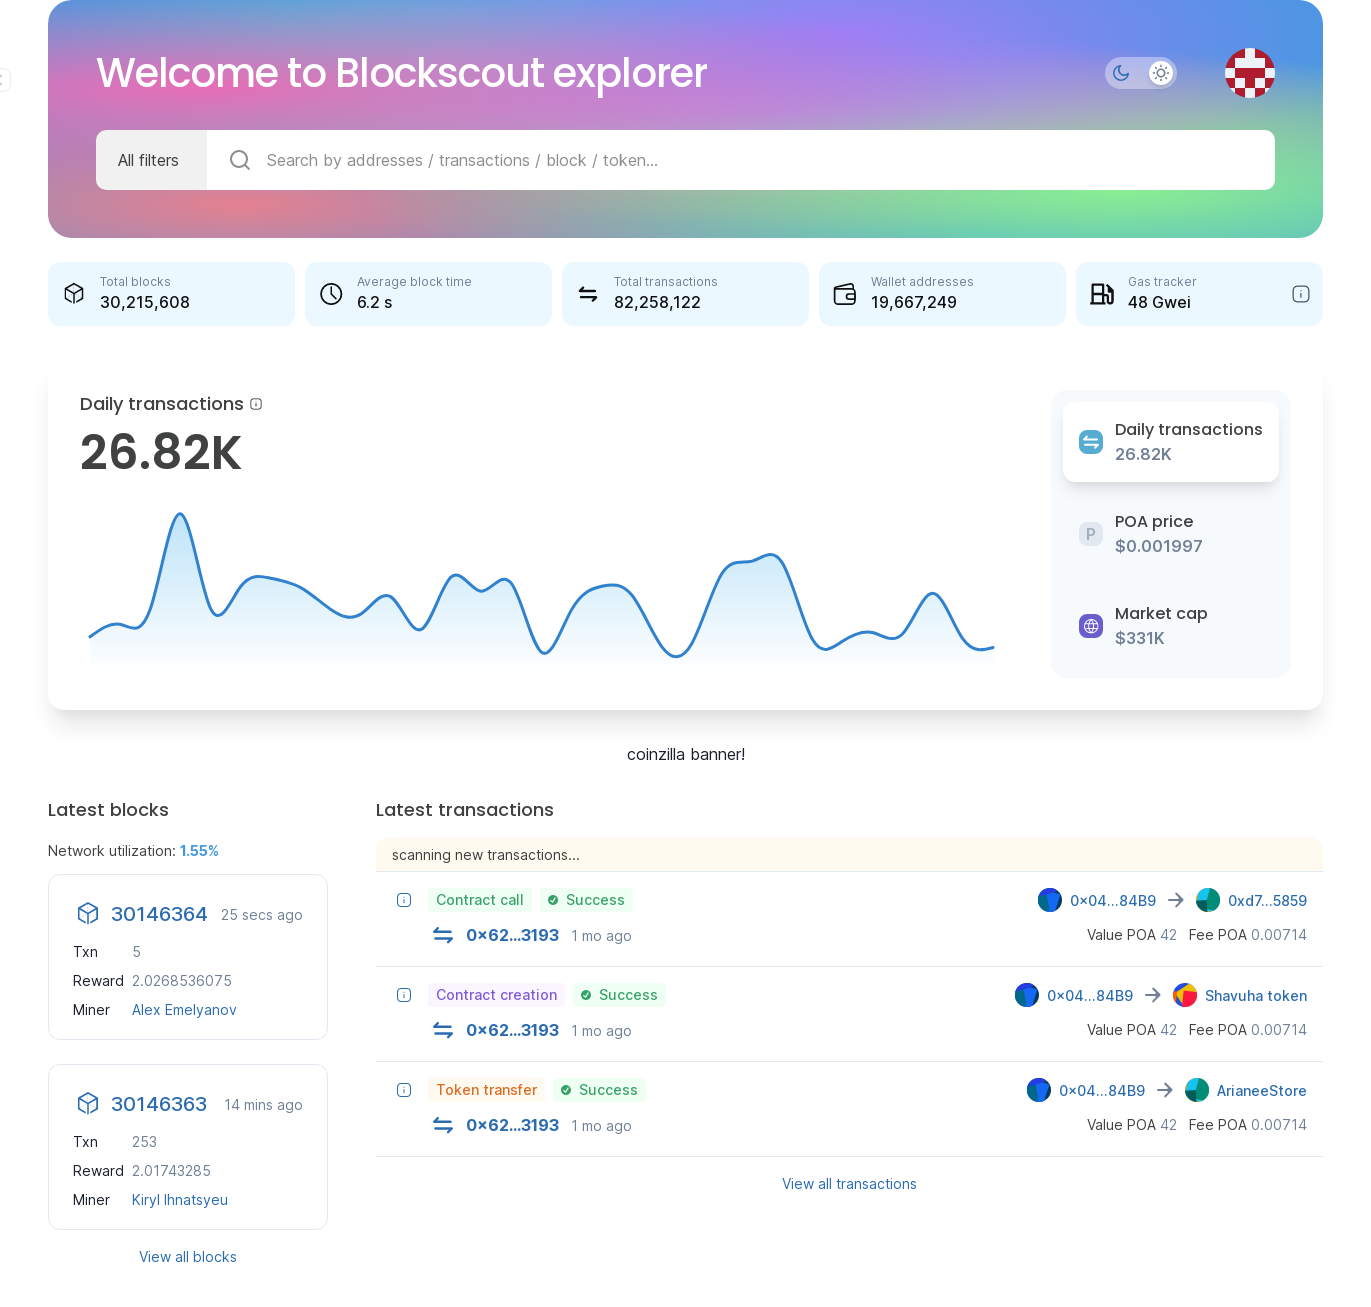 Welcome to Blockscout explorer
All filters
Search by addresses / transactions / block / token...
Total blocks
30,215,608
Average block time
6.2 s
Total transactions
82,258,122
Wallet addresses
19,667,249
Gas tracker
48 Gwei
Daily transactions
26.82K
Daily transactions
26.82K
P
POA price
$0.001997
Market cap
$331K
coinzilla banner!
Latest blocks
Network utilization: 1.55%
30146364 25 secs ago
Txn 5
Reward 2.0268536075
Miner Alex Emelyanov
30146363 14 mins ago
Txn 253
Reward 2.01743285
Miner Kiryl Ihnatsyeu
View all blocks
Latest transactions
scanning new transactions...
Contract call Success 0x04...84B9 0xd7...5859
0x62...3193 1 mo ago Value POA 42 Fee POA 0.00714
Contract creation Success 0x04...84B9 Shavuha token
0x62...3193 1 mo ago Value POA 42 Fee POA 0.00714
Token transfer Success 0x04...84B9 ArianeeStore
0x62...3193 1 mo ago Value POA 42 Fee POA 0.00714
View all transactions